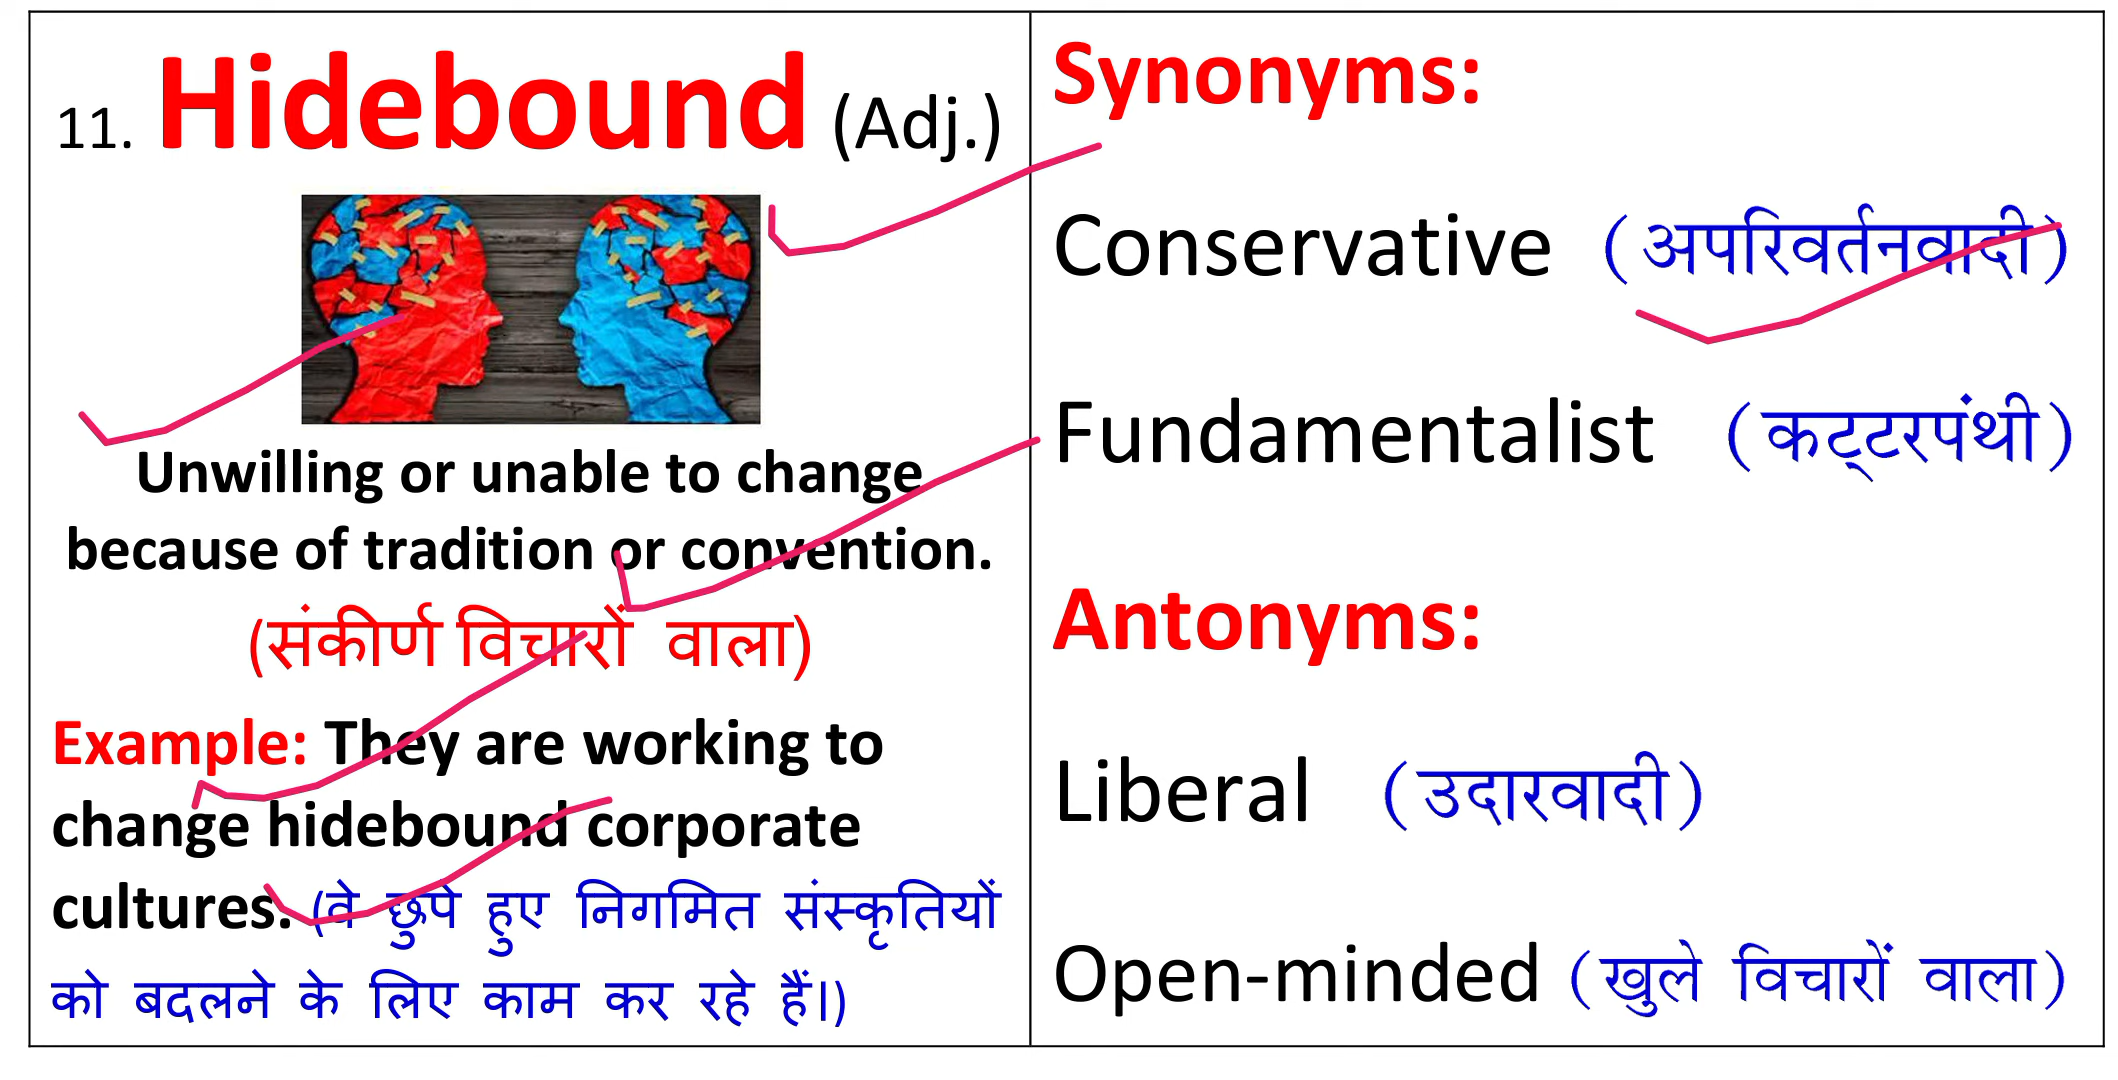 11. Hidebound (Adj.)
Unwilling or unable to change
because of tradition or convention.
(संकीर्ण विचारों वाला)
Example: They are working to
change hidebound corporate
cultures. (वे छुपे हुए निगमित संस्कृतियों
को बदलने के लिए काम कर रहे हैं।)
Synonyms:
Conservative (अपरिवर्तनवादी)
Fundamentalist (कट्टरपंथी)
Antonyms:
Liberal (उदारवादी)
Open-minded (खुले विचारों वाला)